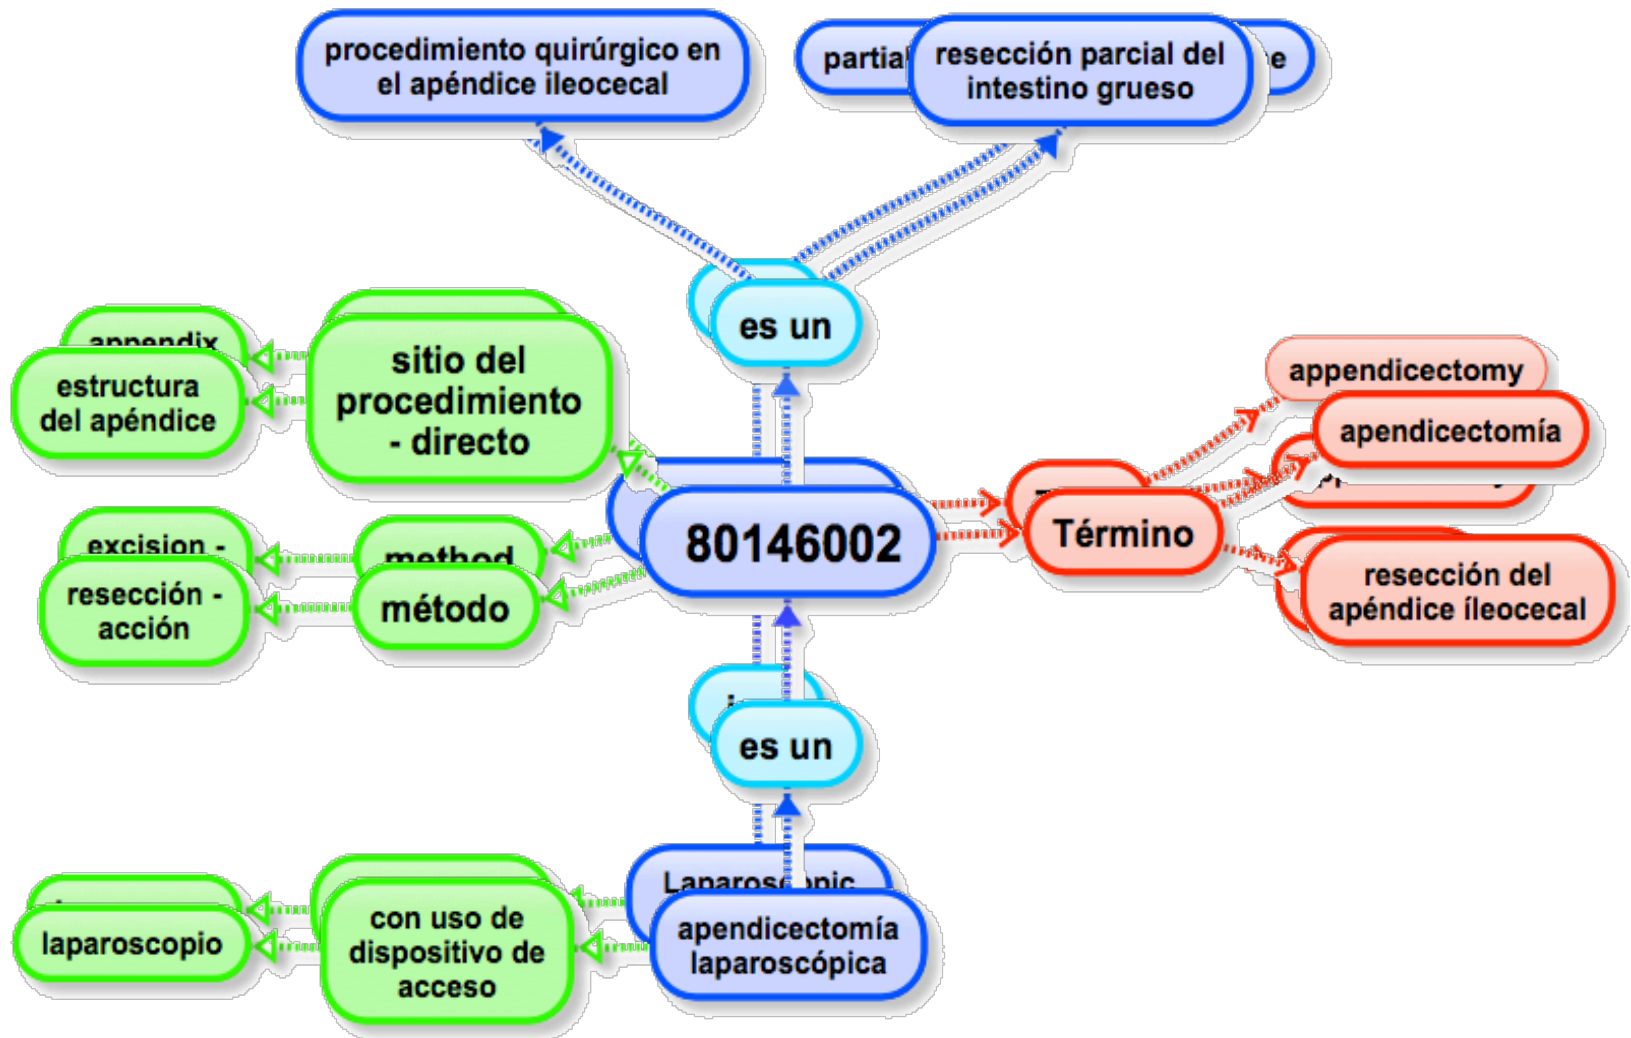 procedimiento quirúrgico en
el apéndice ileocecal
partial
resección parcial del
intestino grueso
es un
appendix
estructura
del apéndice
sitio del
procedimiento
- directo
appendicectomy
apendicectomía
80146002
Término
excision -
resección -
acción
method
método
resección del
apéndice íleocecal
es un
Laparoscopic
apendicectomía
laparoscópica
con uso de
dispositivo de
acceso
laparoscopio